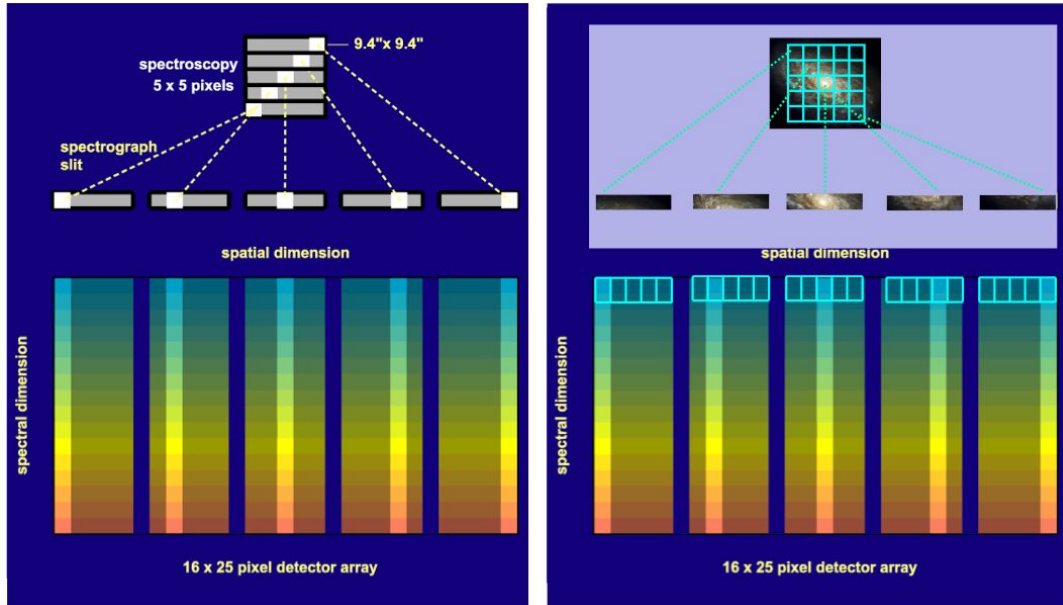 9.4"x 9.4"
spectroscopy
5 x 5 pixels
spectrograph
slit
spatial dimension
spectral dimension
16 x 25 pixel detector array
spatial dimension
spectral dimension
16 x 25 pixel detector array